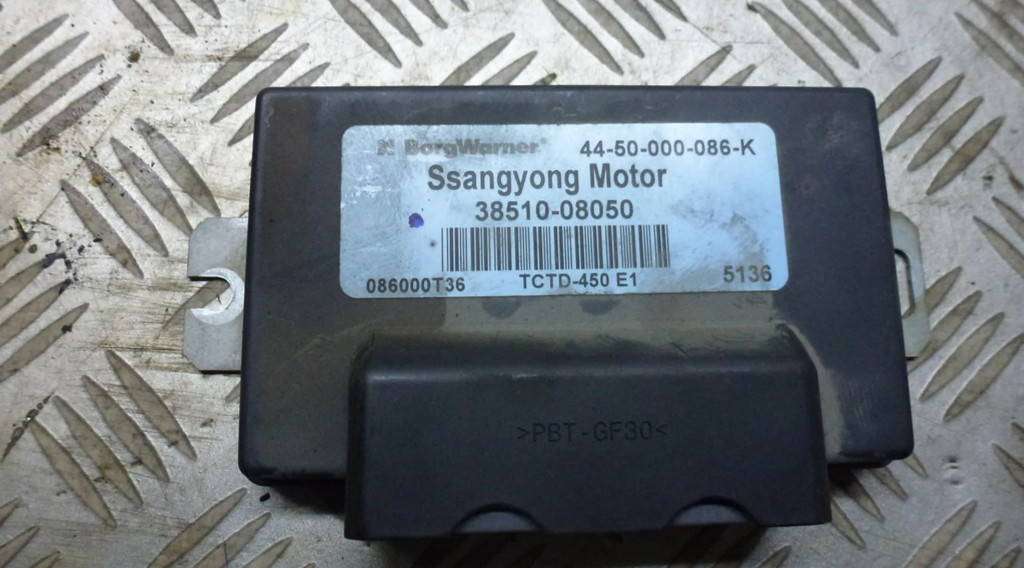 BorgWarner 44-50-000-086-K
Ssangyong Motor
38510-08050
086000T36 TCTD-450 E1 5136
>PBT-GF30<